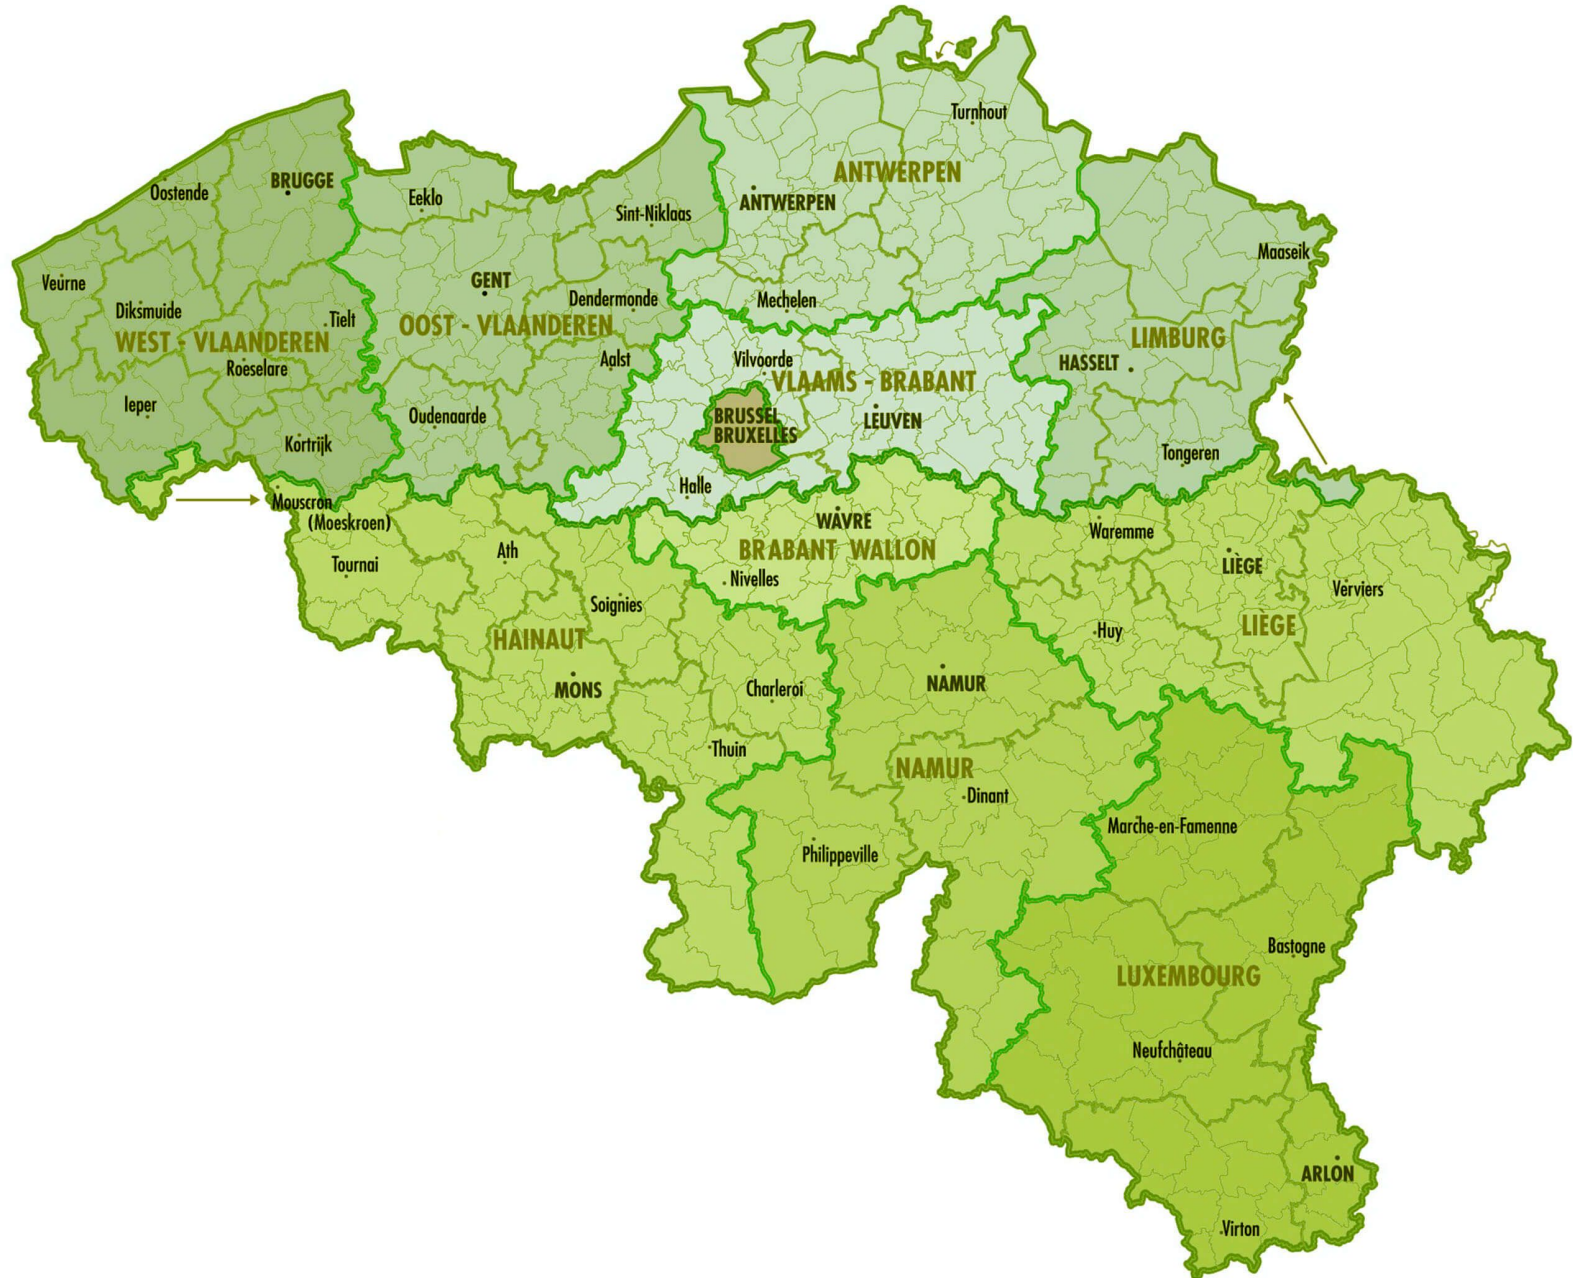 Turnhout
ANTWERPEN
Oostende
BRUGGE
Eeklo
Sint-Niklaas
ANTWERPEN
Maaseik
Veurne
GENT
Dendermonde
Mechelen
Diksmuide
Tielt
OOST - VLAANDEREN
WEST - VLAANDEREN
LIMBURG
Roeselare
Aalst
Vilvoorde
HASSELT
VLAAMS - BRABANT
Ieper
Oudenaarde
BRUSSEL
BRUXELLES
LEUVEN
Kortrijk
Tongeren
Halle
Mouscron
(Moeskroen)
WAVRE
Waremme
BRABANT WALLON
Ath
Tournai
LIÈGE
Nivelles
Verviers
Soignies
HAINAUT
Huy
LIÈGE
MONS
Charleroi
NAMUR
Thuin
NAMUR
Dinant
Marche-en-Famenne
Philippeville
Bastogne
LUXEMBOURG
Neufchâteau
ARLON
Virton